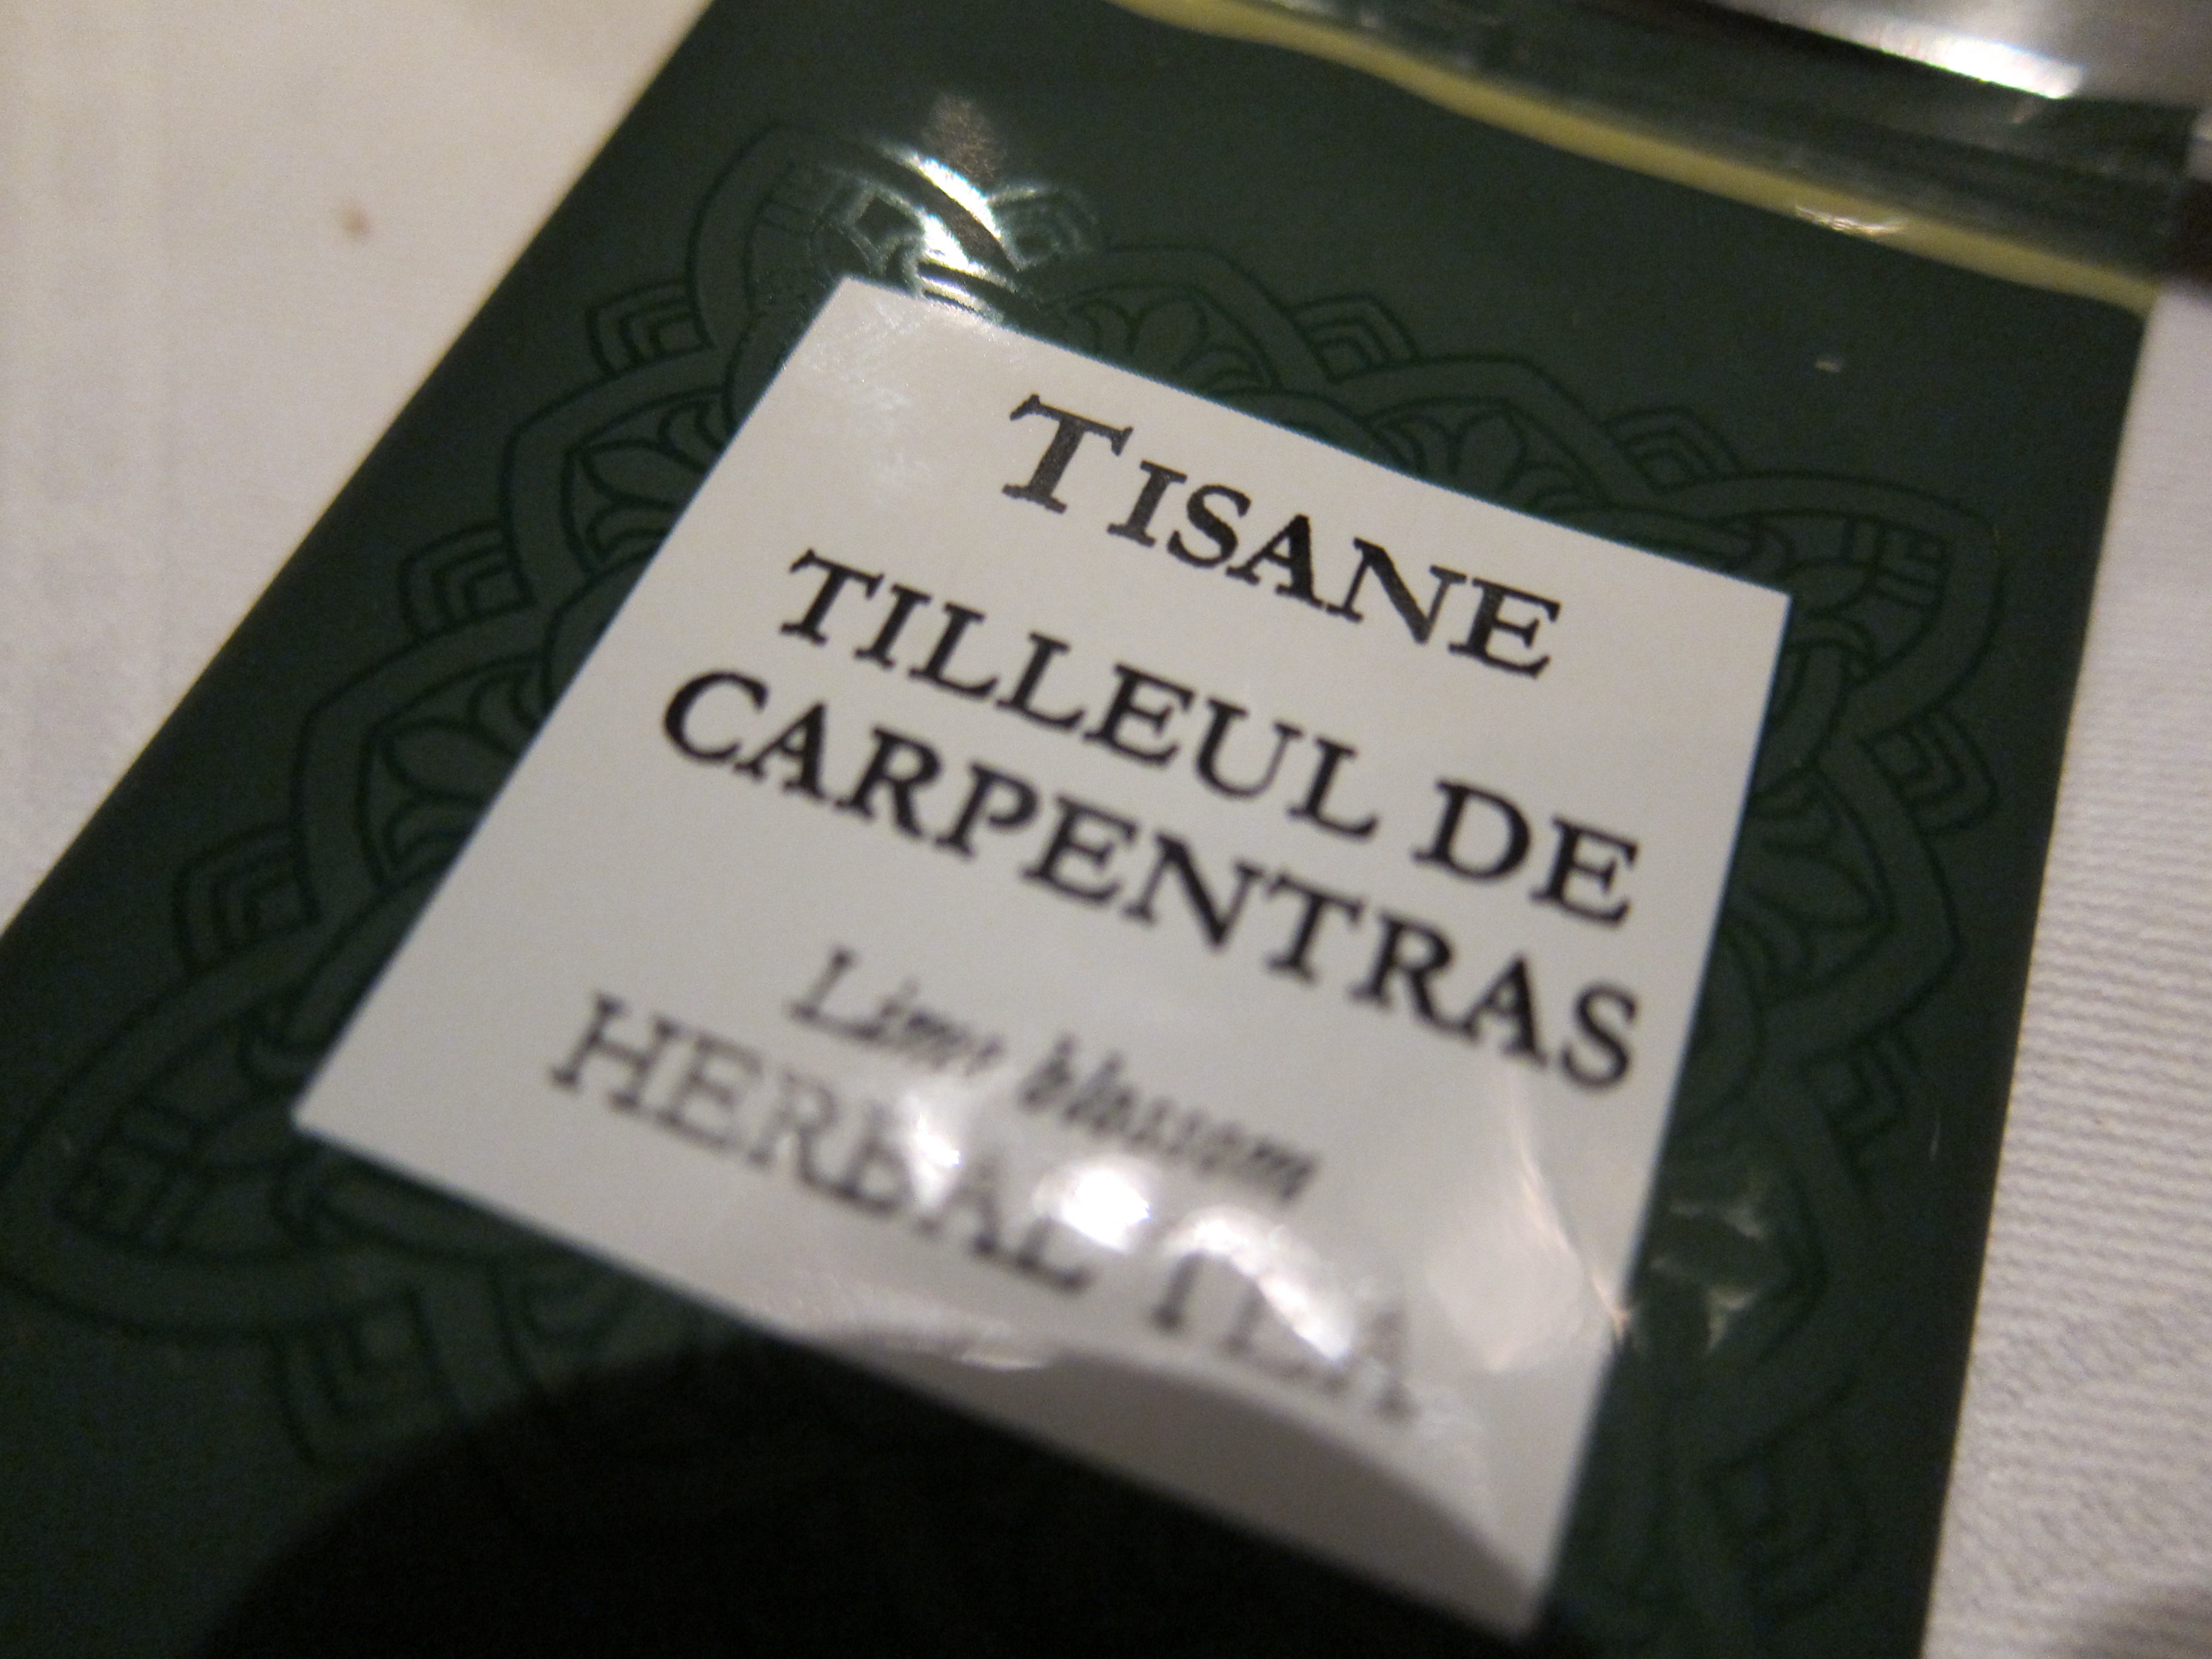 TISANE
TILLEUL DE
CARPENTRAS
Lime blossom
HERBAL TEA